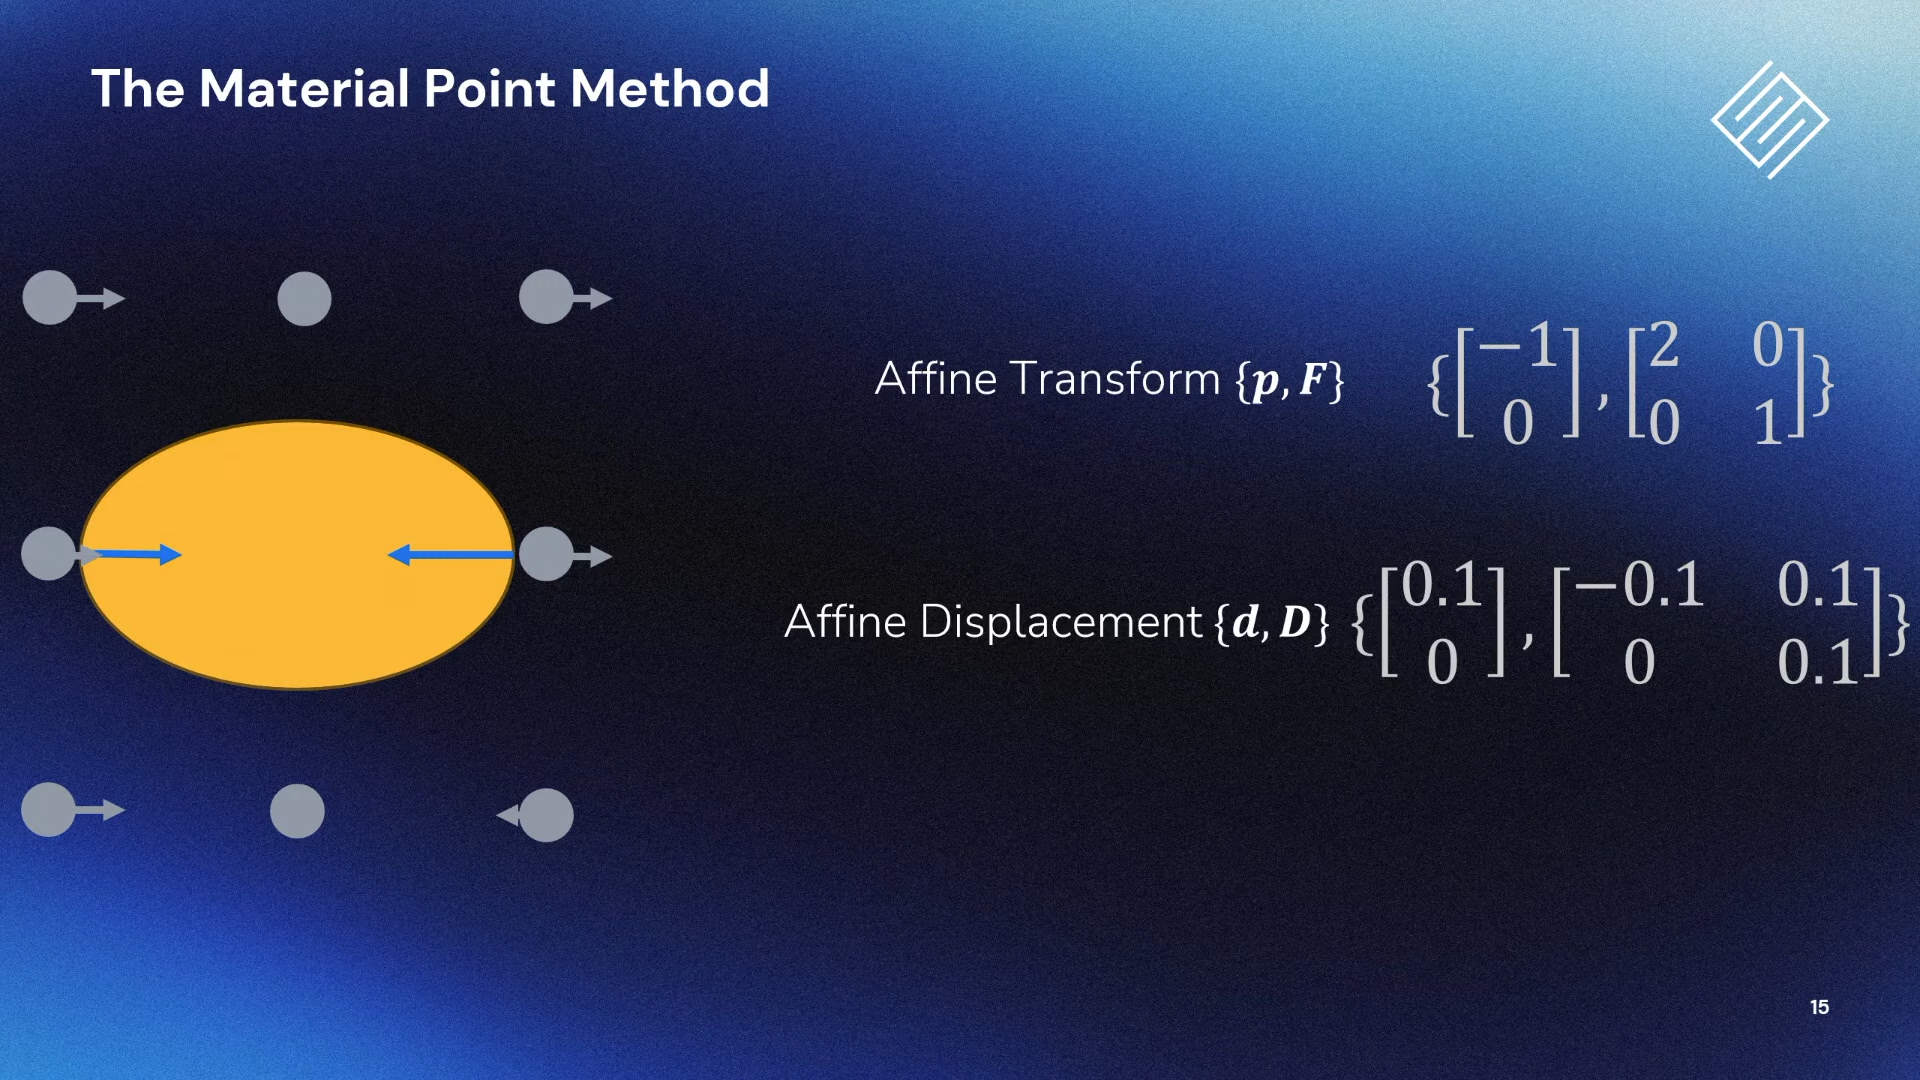 The Material Point Method
Affine Transform {p, F} {[−1 0], [2 0 0 1]}
Affine Displacement {d, D} {[0.1 0], [−0.1 0.1 0 0.1]}
15